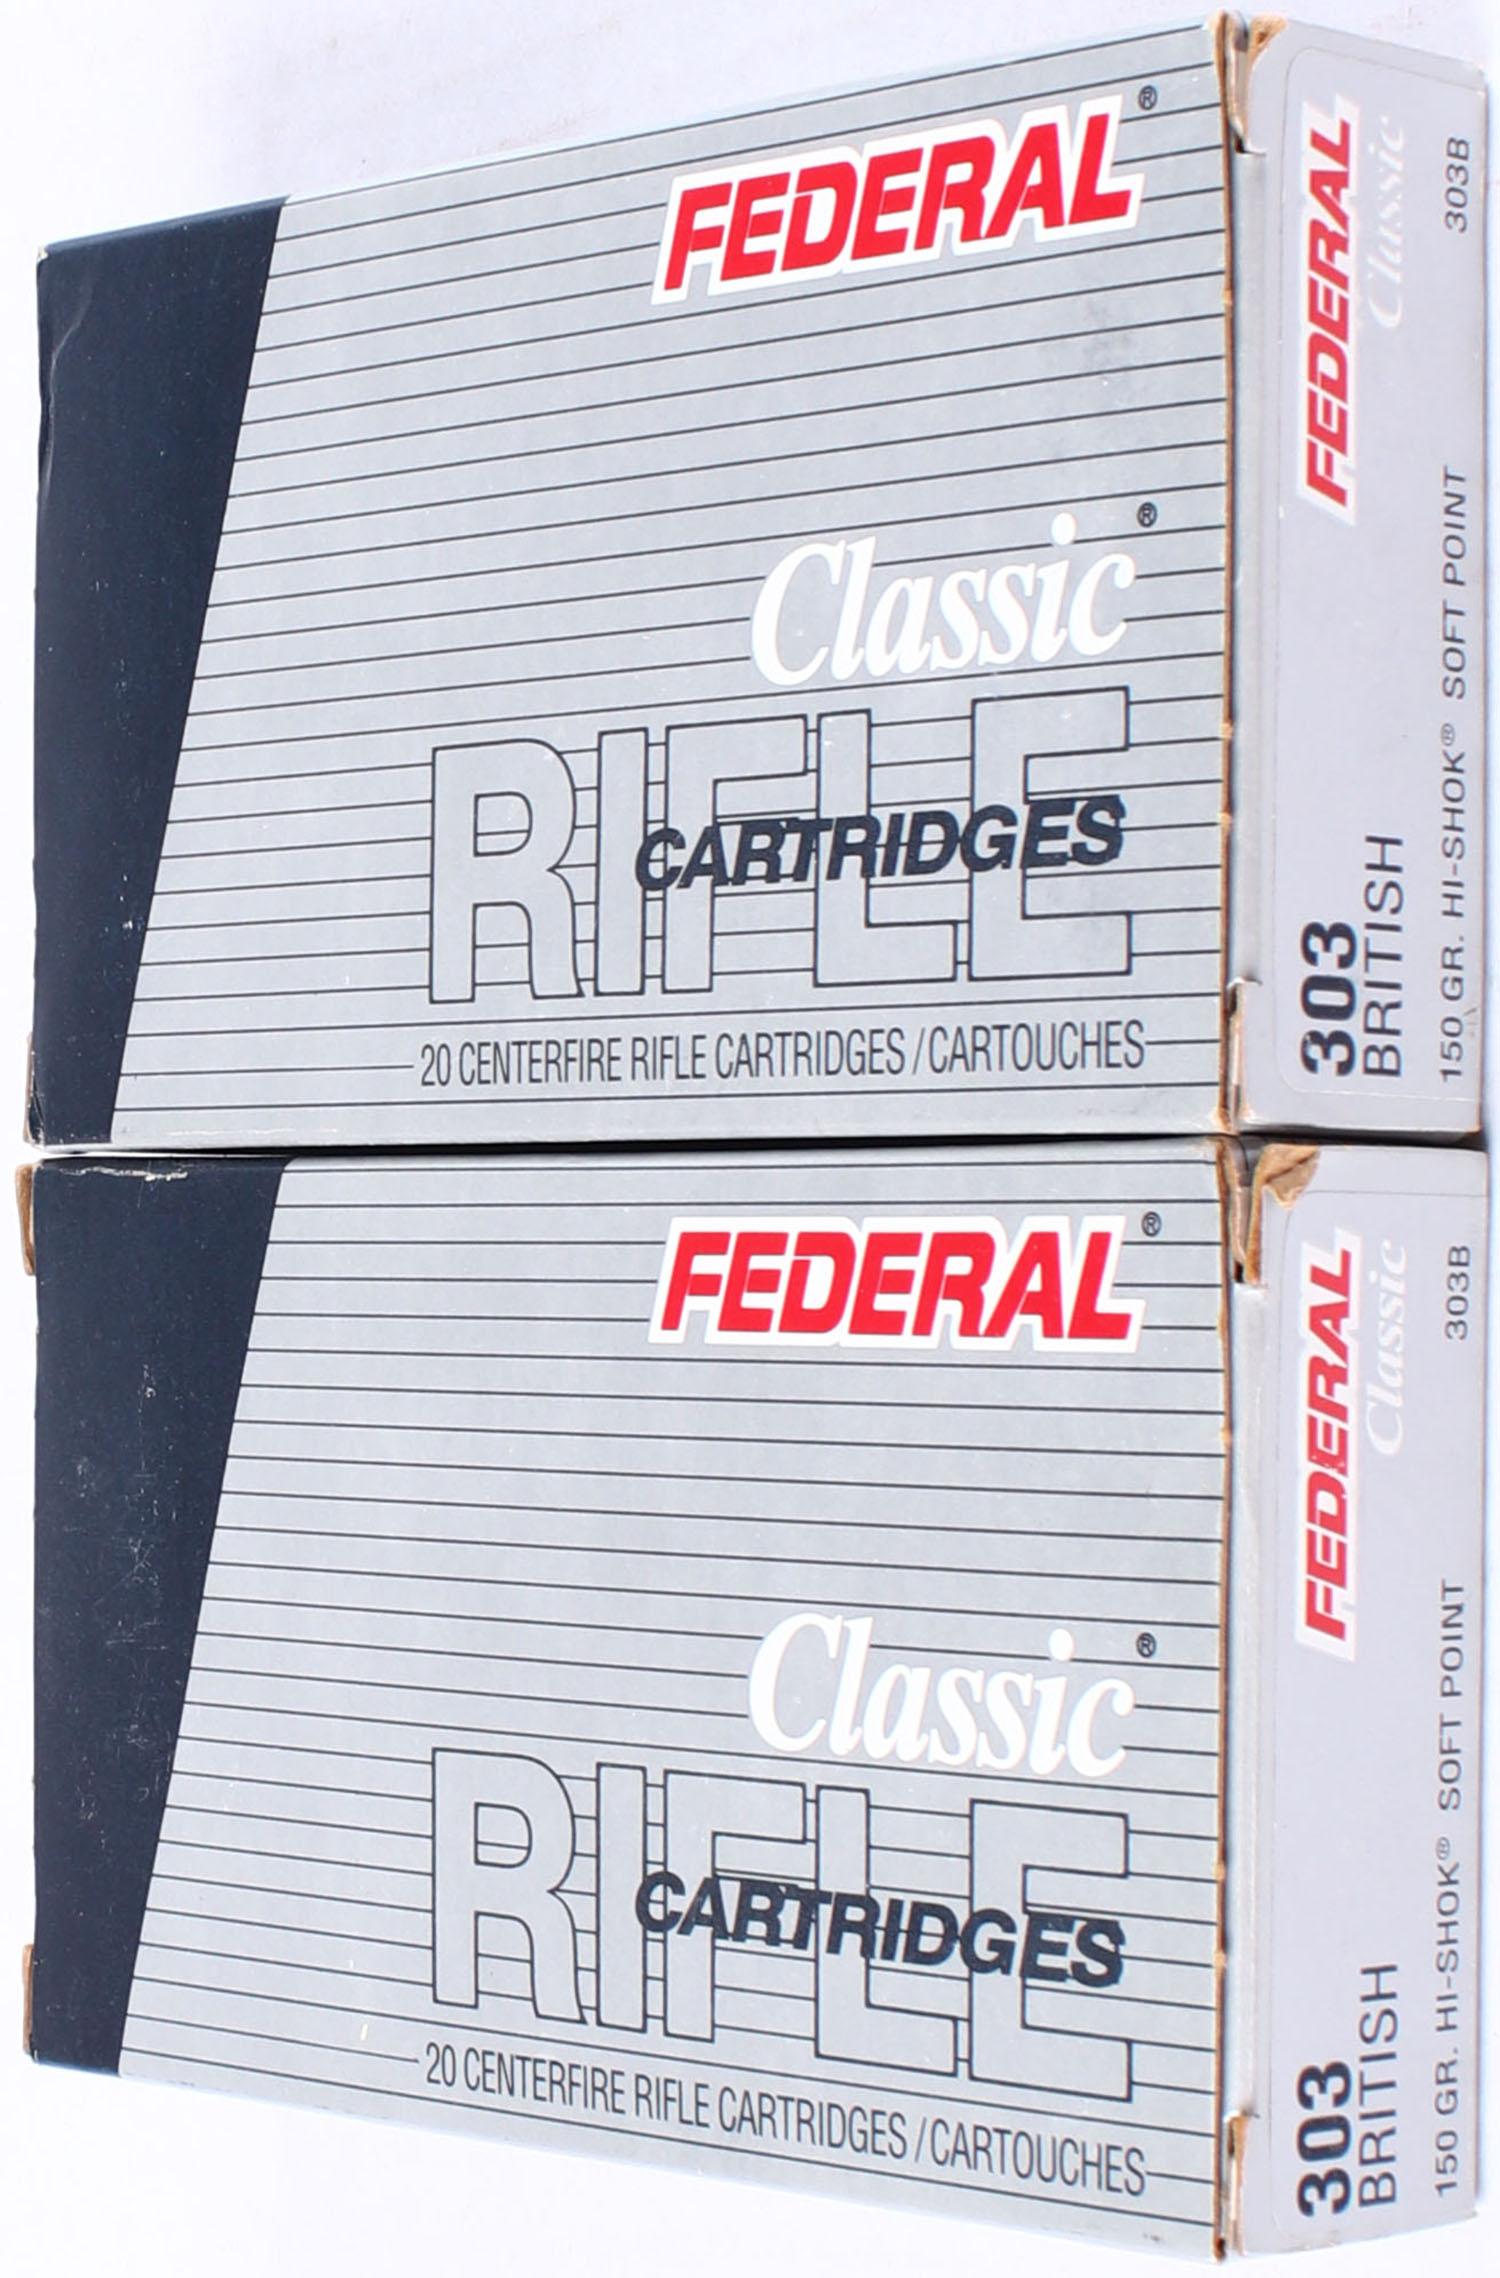 FEDERAL®
Classic®
RIFLE
CARTRIDGES
20 CENTERFIRE RIFLE CARTRIDGES / CARTOUCHES
FEDERAL
Classic
303
BRITISH
150 GR. HI-SHOK® SOFT POINT 303B
FEDERAL®
Classic®
RIFLE
CARTRIDGES
20 CENTERFIRE RIFLE CARTRIDGES / CARTOUCHES
FEDERAL
Classic
303
BRITISH
150 GR. HI-SHOK® SOFT POINT 303B